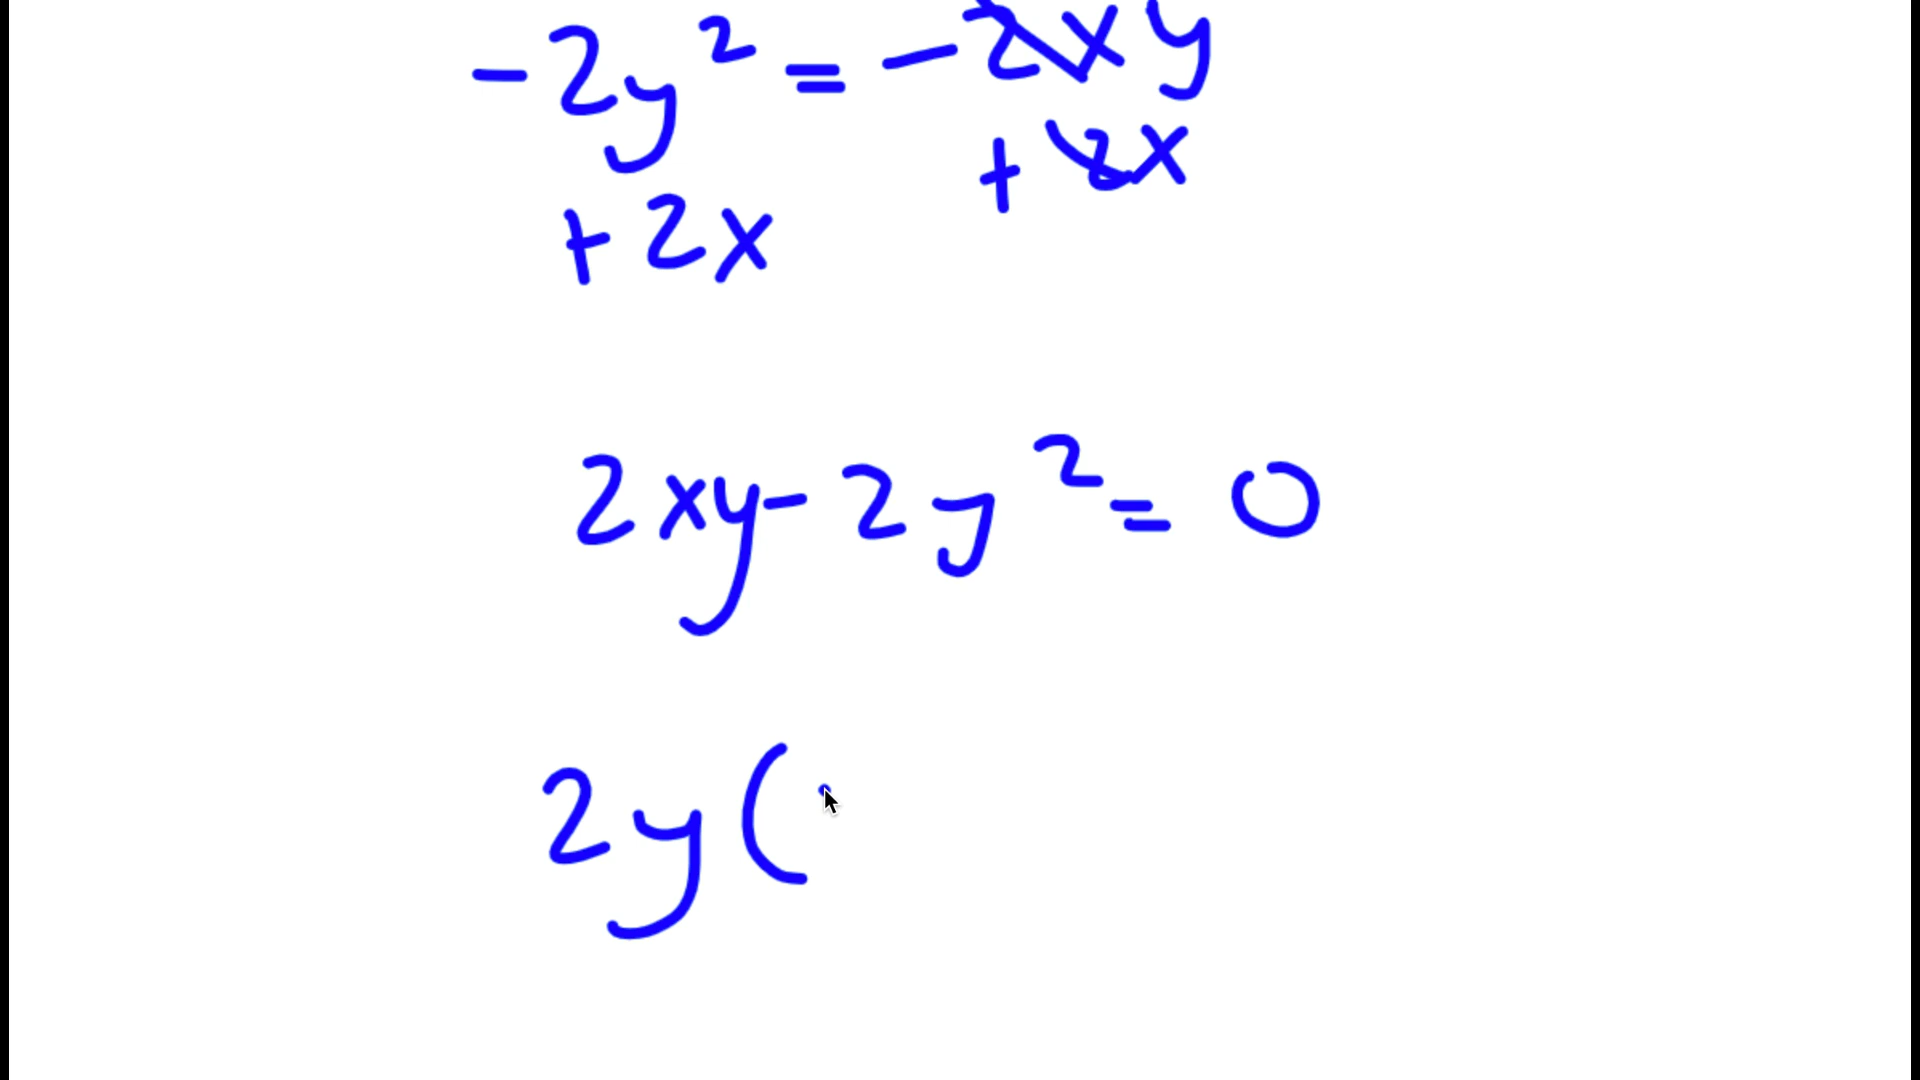 -2y² = -2xy
+2x
+2x
2xy-2y² = 0
2y(